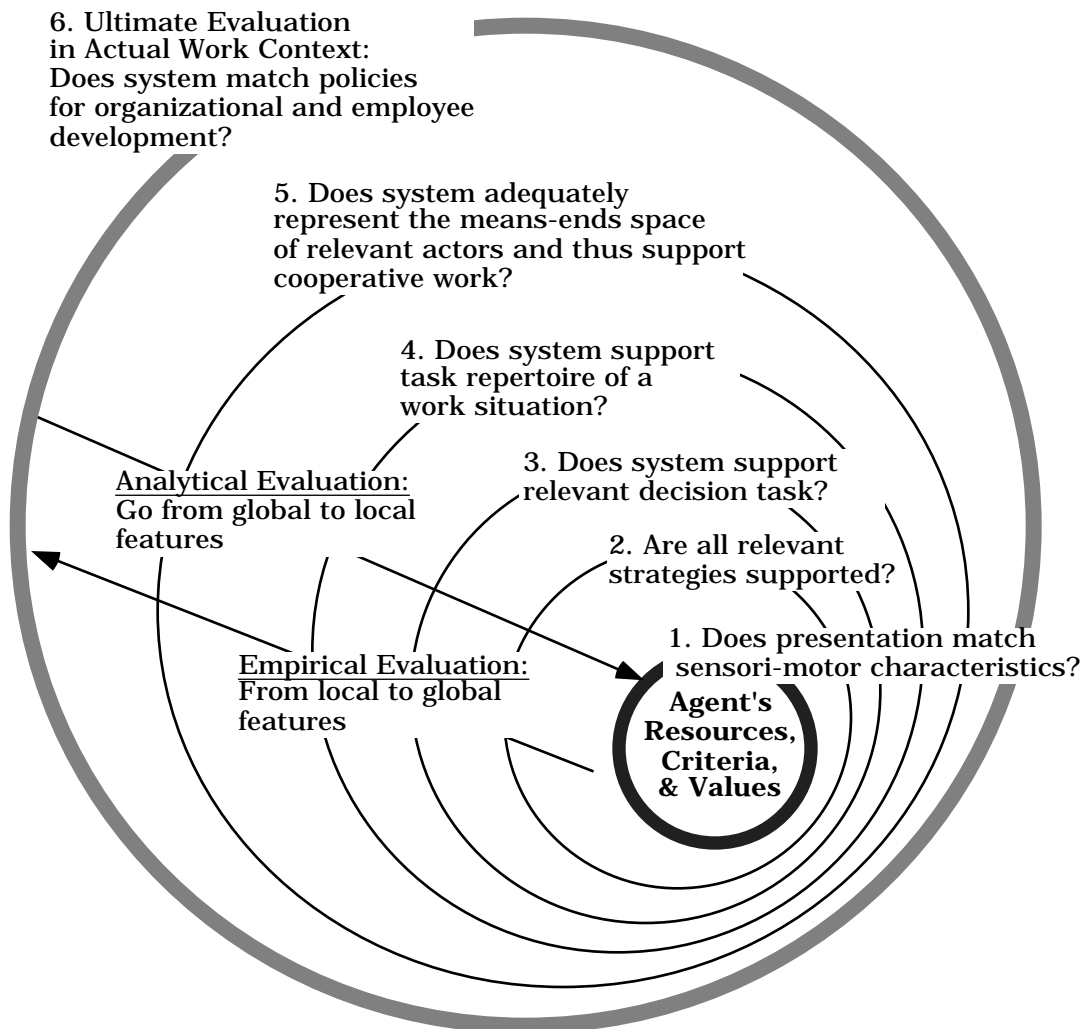 6. Ultimate Evaluation
in Actual Work Context:
Does system match policies
for organizational and employee
development?
5. Does system adequately
represent the means-ends space
of relevant actors and thus support
cooperative work?
4. Does system support
task repertoire of a
work situation?
3. Does system support
relevant decision task?
Analytical Evaluation:
Go from global to local
features
2. Are all relevant
strategies supported?
1. Does presentation match
sensori-motor characteristics?
Empirical Evaluation:
From local to global
features
Agent's
Resources,
Criteria,
& Values